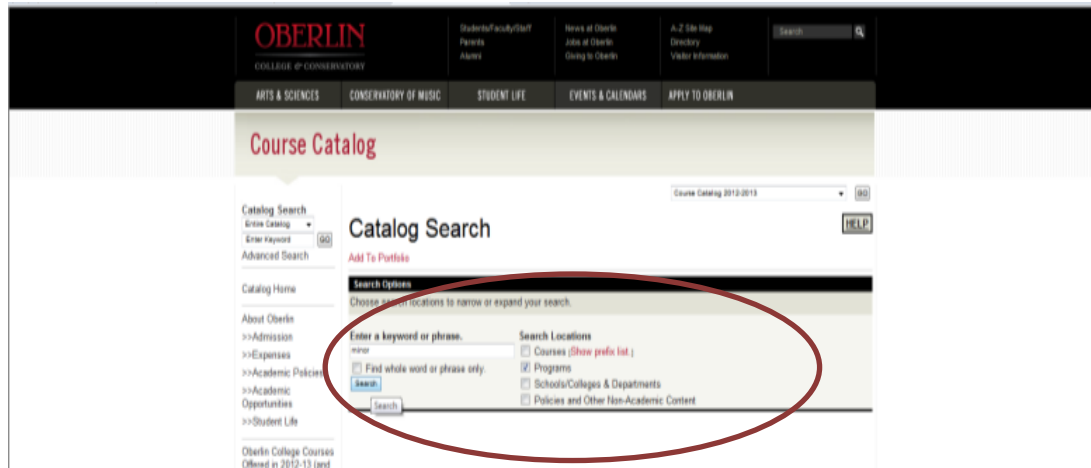 OBERLIN
COLLEGE & CONSERVATORY
Students/Faculty/Staff
Parents
Alumni
News at Oberlin
Jobs at Oberlin
Giving to Oberlin
A-Z Site Map
Directory
Visitor Information
Search
ARTS & SCIENCES CONSERVATORY OF MUSIC STUDENT LIFE EVENTS & CALENDARS APPLY TO OBERLIN
Course Catalog
Course Catalog 2012-2013 GO
HELP
Catalog Search
Entire Catalog
Enter Keyword GO
Advanced Search
Catalog Home
About Oberlin
>>Admission
>>Expenses
>>Academic Policies
>>Academic
Opportunities
>>Student Life
Oberlin College Courses
Offered in 2012-13 (and
Catalog Search
Add To Portfolio
Search Options
Choose search locations to narrow or expand your search.
Enter a keyword or phrase.
minor
Find whole word or phrase only.
Search
Search
Search Locations
Courses (Show prefix list.)
Programs
Schools/Colleges & Departments
Policies and Other Non-Academic Content